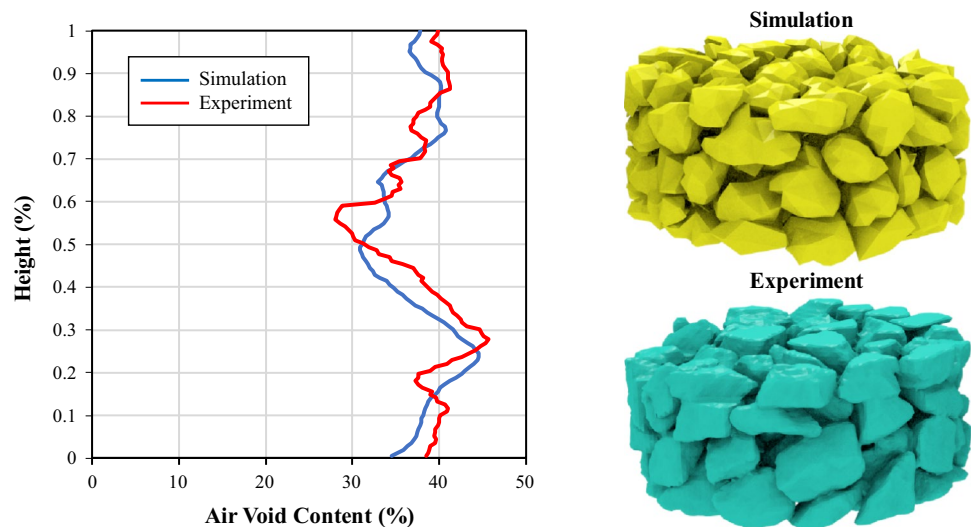 1
0.9
0.8
0.7
0.6
0.5
0.4
0.3
0.2
0.1
0
Height (%)
Simulation
Experiment
0
10
20
30
40
50
Air Void Content (%)
Simulation
Experiment